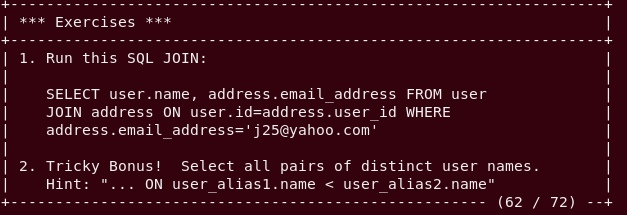 *** Exercises ***
1. Run this SQL JOIN:
SELECT user.name, address.email_address FROM user
JOIN address ON user.id=address.user_id WHERE
address.email_address='j25@yahoo.com'
2. Tricky Bonus!  Select all pairs of distinct user names.
Hint: "... ON user_alias1.name < user_alias2.name"
(62 / 72)